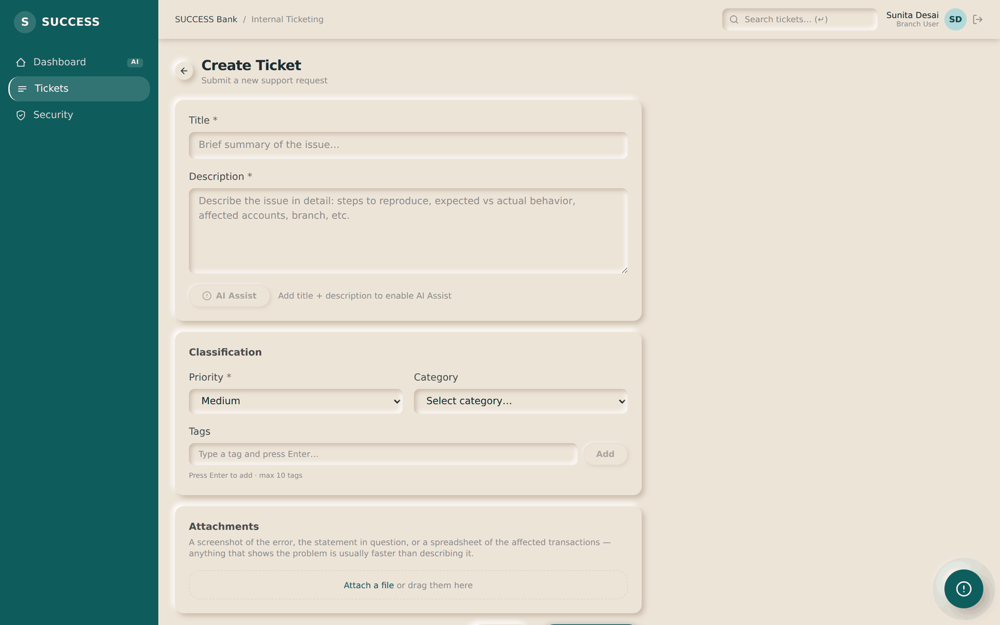 S SUCCESS
Dashboard AI
Tickets
Security
SUCCESS Bank / Internal Ticketing
Search tickets... (↵)
Sunita Desai
Branch User
SD
Create Ticket
Submit a new support request
Title *
Brief summary of the issue...
Description *
Describe the issue in detail: steps to reproduce, expected vs actual behavior,
affected accounts, branch, etc.
AI Assist
Add title + description to enable AI Assist
Classification
Priority *
Category
Medium
Select category...
Tags
Type a tag and press Enter...
Add
Press Enter to add · max 10 tags
Attachments
A screenshot of the error, the statement in question, or a spreadsheet of the affected transactions —
anything that shows the problem is usually faster than describing it.
Attach a file or drag them here